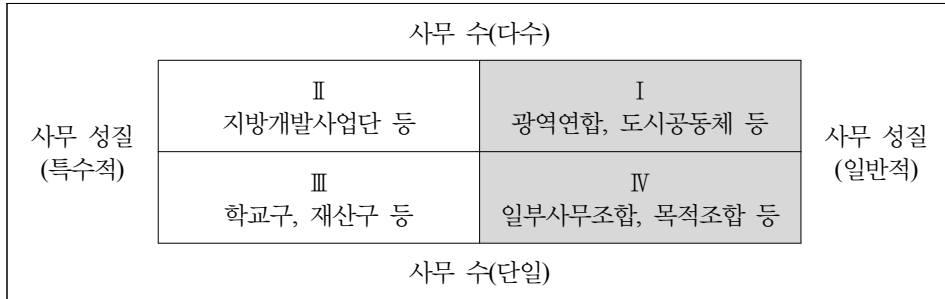 사무 수(다수)
Ⅱ
지방개발사업단 등
Ⅰ
광역연합, 도시공동체 등
사무 성질
(특수적)
사무 성질
(일반적)
Ⅲ
학교구, 재산구 등
Ⅳ
일부사무조합, 목적조합 등
사무 수(단일)